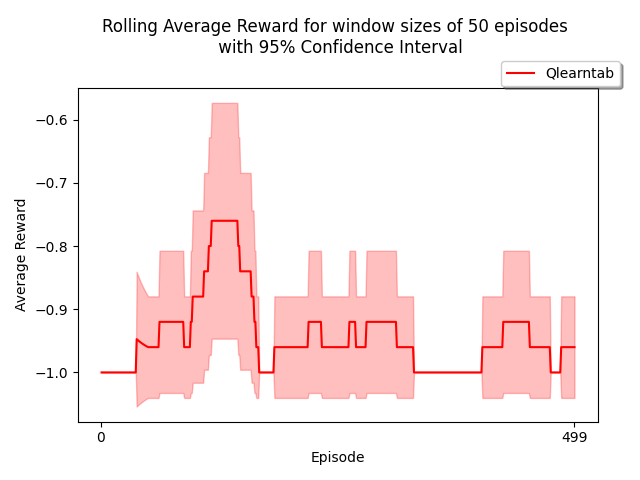 Rolling Average Reward for window sizes of 50 episodes
with 95% Confidence Interval
Qlearntab
−0.6
−0.7
−0.8
−0.9
−1.0
Average Reward
0
499
Episode